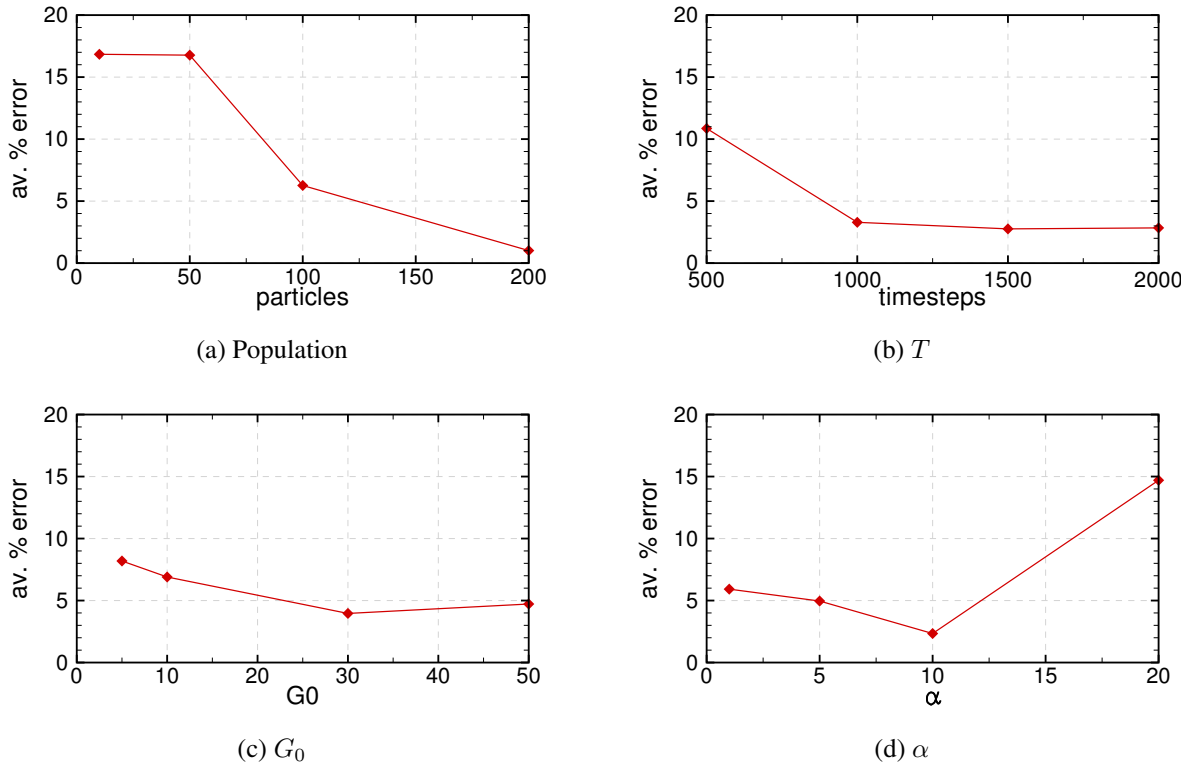 av. % error
20
15
10
5
0
0 50 100 150 200
particles
(a) Population
av. % error
20
15
10
5
0
500 1000 1500 2000
timesteps
(b) T
av. % error
20
15
10
5
0
0 10 20 30 40 50
G0
(c) G₀
av. % error
20
15
10
5
0
0 5 10 15 20
α
(d) α